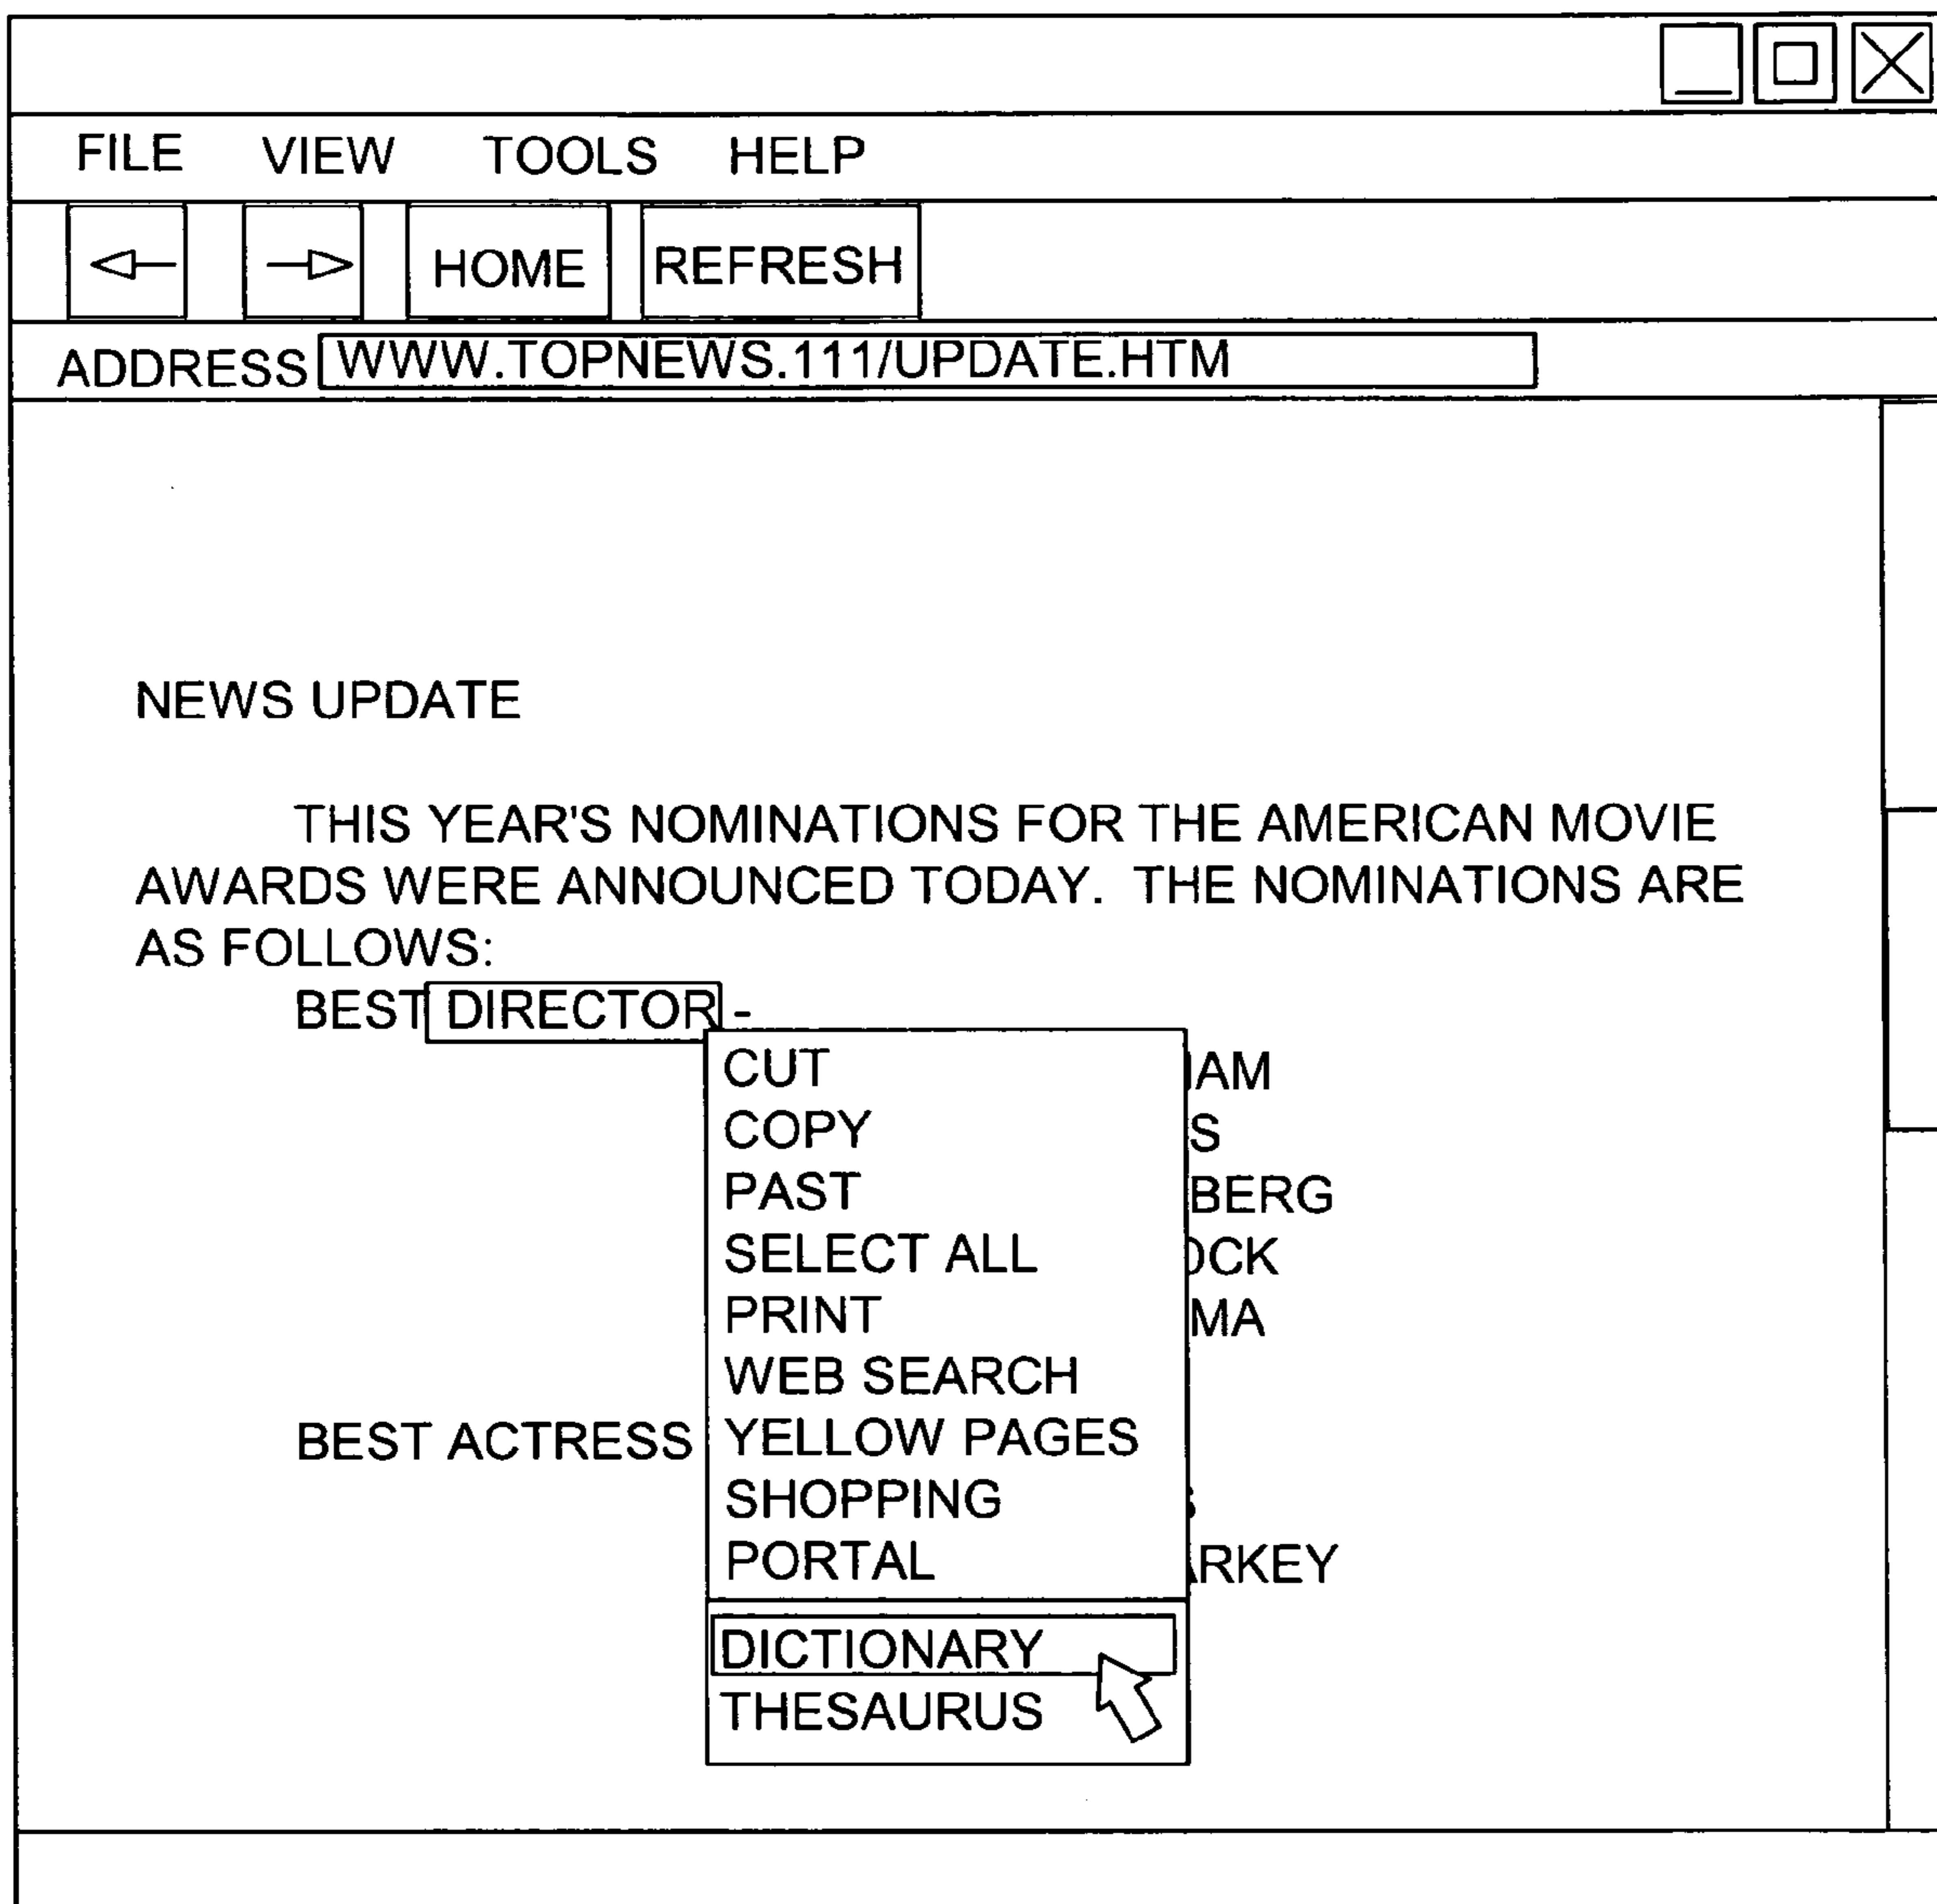 FILE VIEW TOOLS HELP
HOME REFRESH
ADDRESS WWW.TOPNEWS.111/UPDATE.HTM
NEWS UPDATE
THIS YEAR'S NOMINATIONS FOR THE AMERICAN MOVIE
AWARDS WERE ANNOUNCED TODAY. THE NOMINATIONS ARE
AS FOLLOWS:
BEST DIRECTOR -
CUT AM
COPY S
PAST BERG
SELECT ALL OCK
PRINT MA
WEB SEARCH
BEST ACTRESS YELLOW PAGES
SHOPPING
PORTAL RKEY
DICTIONARY
THESAURUS